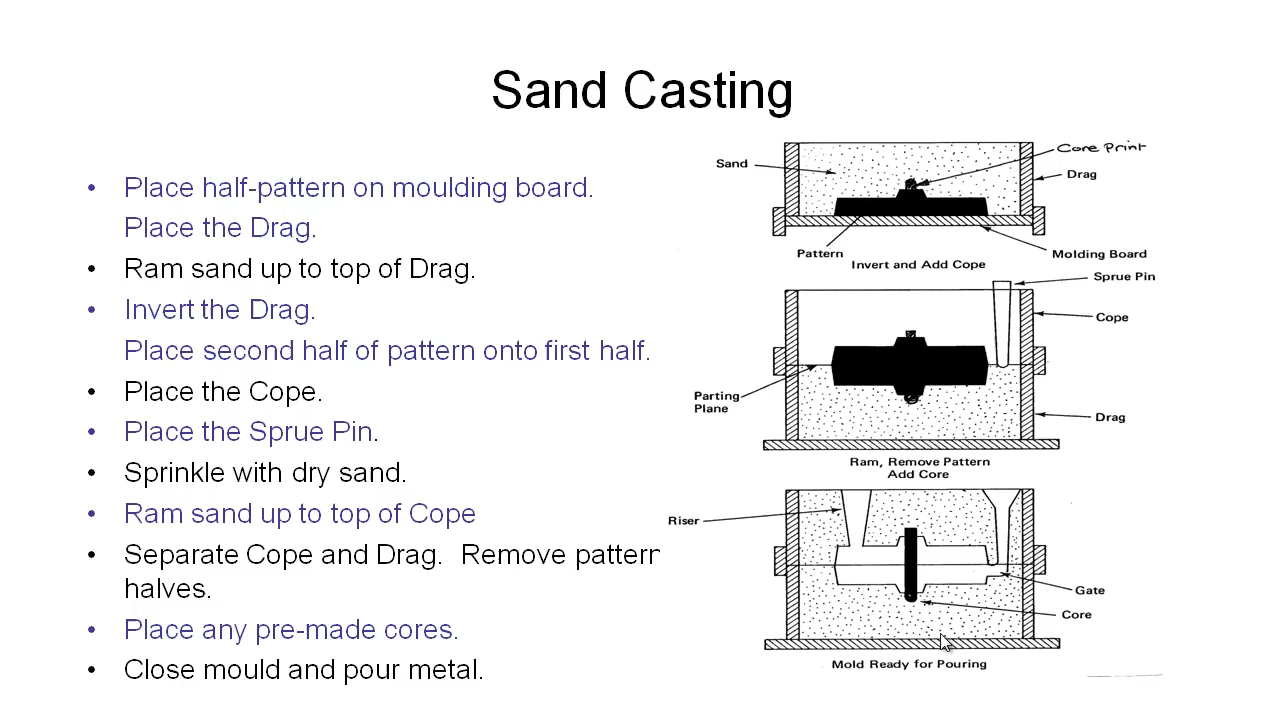 Sand Casting
• Place half-pattern on moulding board.
Place the Drag.
• Ram sand up to top of Drag.
• Invert the Drag.
Place second half of pattern onto first half.
• Place the Cope.
• Place the Sprue Pin.
• Sprinkle with dry sand.
• Ram sand up to top of Cope
• Separate Cope and Drag.  Remove pattern
halves.
• Place any pre-made cores.
• Close mould and pour metal.
Core Print
Sand
Drag
Pattern
Molding Board
Invert and Add Cope
Sprue Pin
Cope
Parting
Plane
Drag
Ram, Remove Pattern
Add Core
Riser
Gate
Core
Mold Ready for Pouring